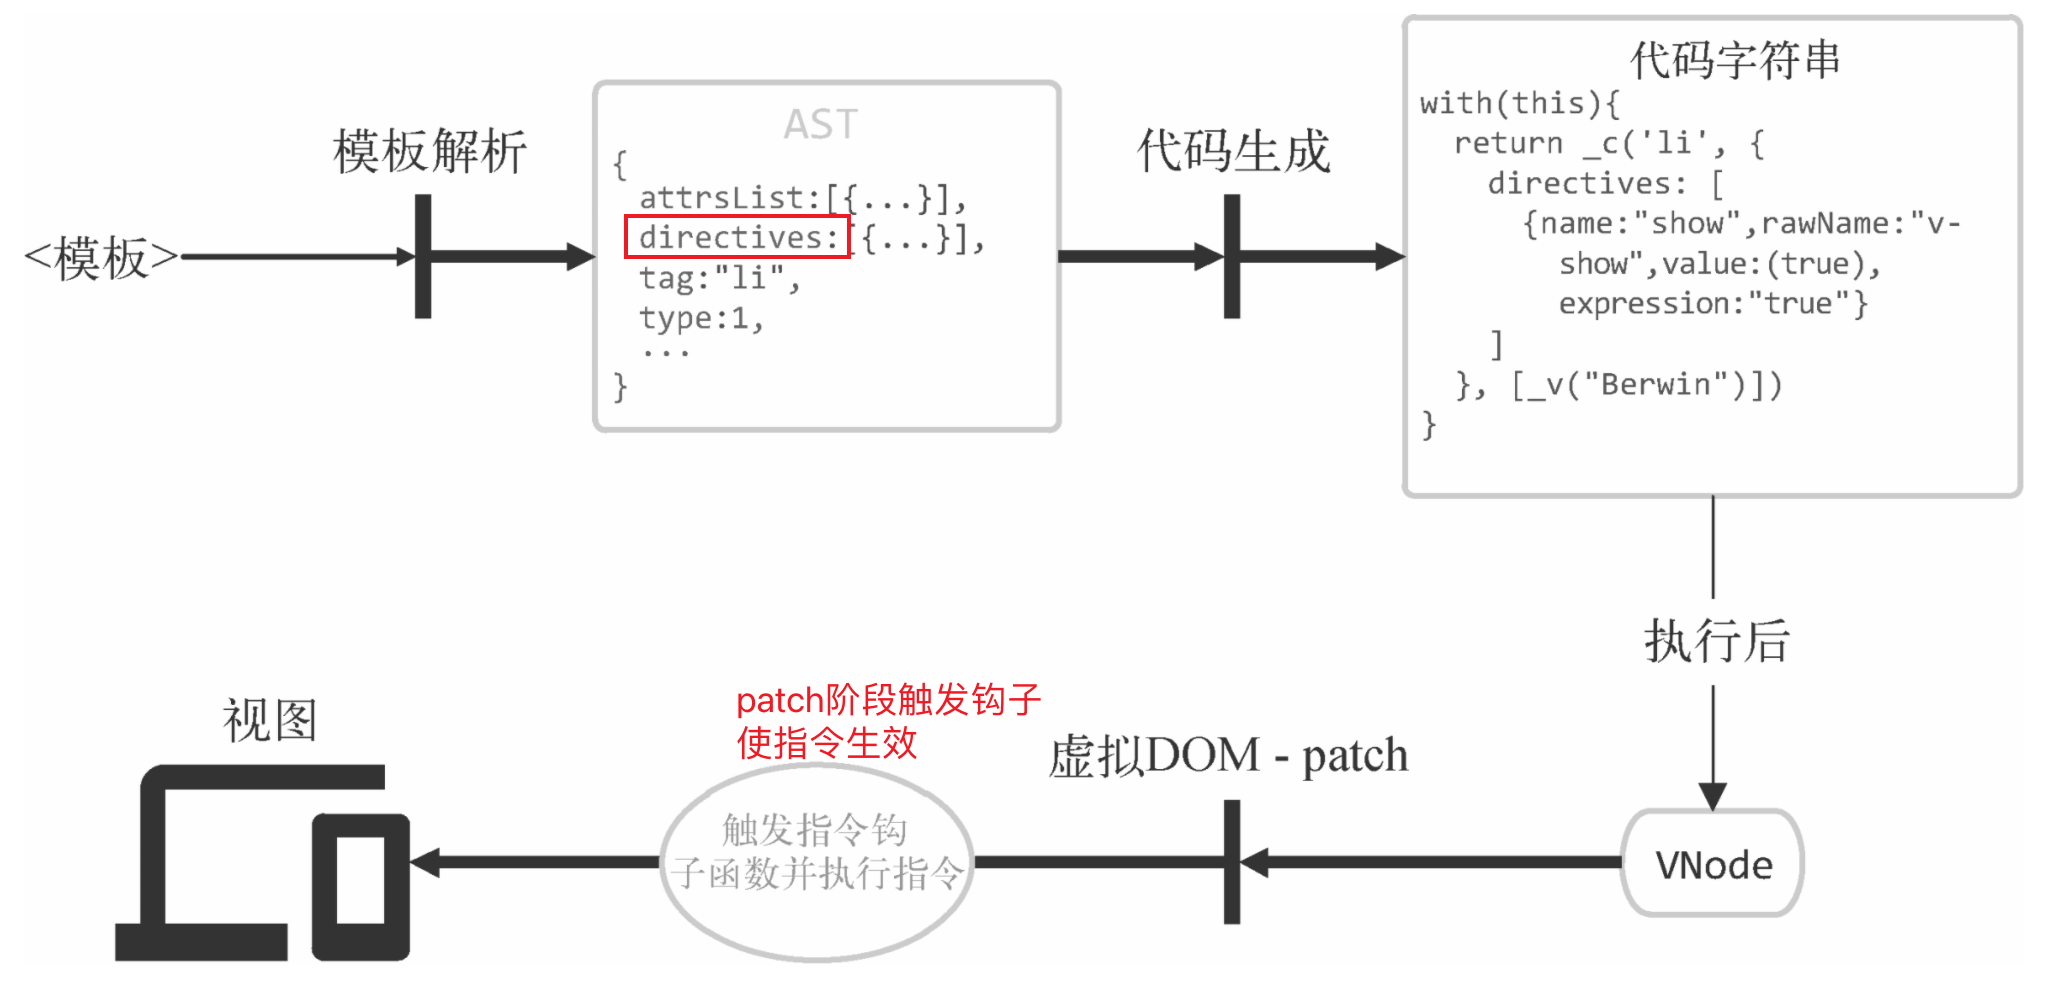 <模板>
模板解析
AST
{
attrsList:[{...}],
directives:[{...}],
tag:"li",
type:1,
...
}
代码生成
代码字符串
with(this){
return _c('li', {
directives: [
{name:"show",rawName:"v-
show",value:(true),
expression:"true"}
]
}, [_v("Berwin")])
}
执行后
VNode
虚拟DOM - patch
patch阶段触发钩子
使指令生效
触发指令钩
子函数并执行指令
视图